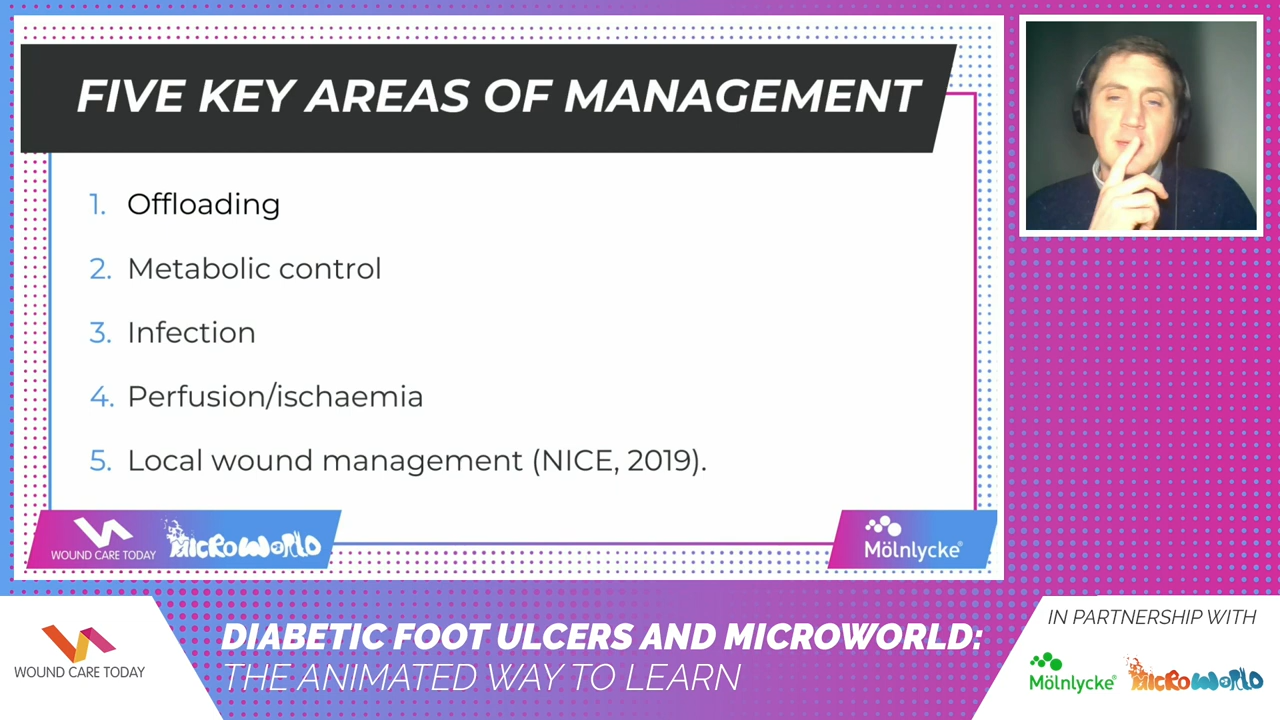 FIVE KEY AREAS OF MANAGEMENT
1. Offloading
2. Metabolic control
3. Infection
4. Perfusion/ischaemia
5. Local wound management (NICE, 2019).
WOUND CARE TODAY
MICROWORLD
Mölnlycke®
WOUND CARE TODAY
DIABETIC FOOT ULCERS AND MICROWORLD:
THE ANIMATED WAY TO LEARN
IN PARTNERSHIP WITH
Mölnlycke®
MICROWORLD